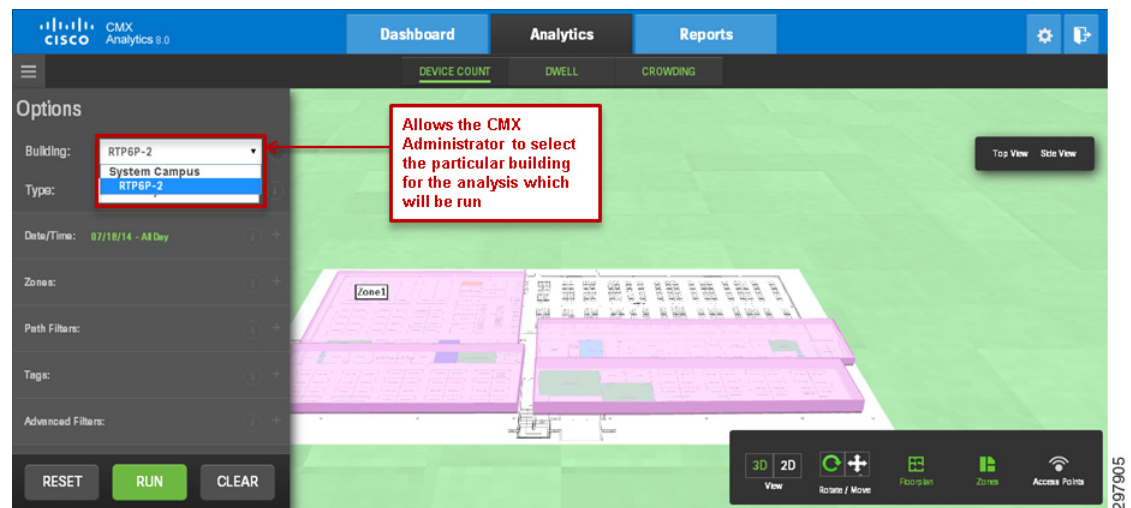 CISCO
CMX
Analytics 8.0
Dashboard
Analytics
Reports
DEVICE COUNT
DWELL
CROWDING
Options
Building:
RTP6P-2
System Campus
RTP6P-2
Type:
Date/Time:
07/18/14 - All Day
Zones:
Path Filters:
Tags:
Advanced Filters:
RESET
RUN
CLEAR
Allows the CMX
Administrator to select
the particular building
for the analysis which
will be run
Top View
Side View
Zone1
3D
2D
View
Rotate / Move
Floorplan
Zones
Access Points
297905